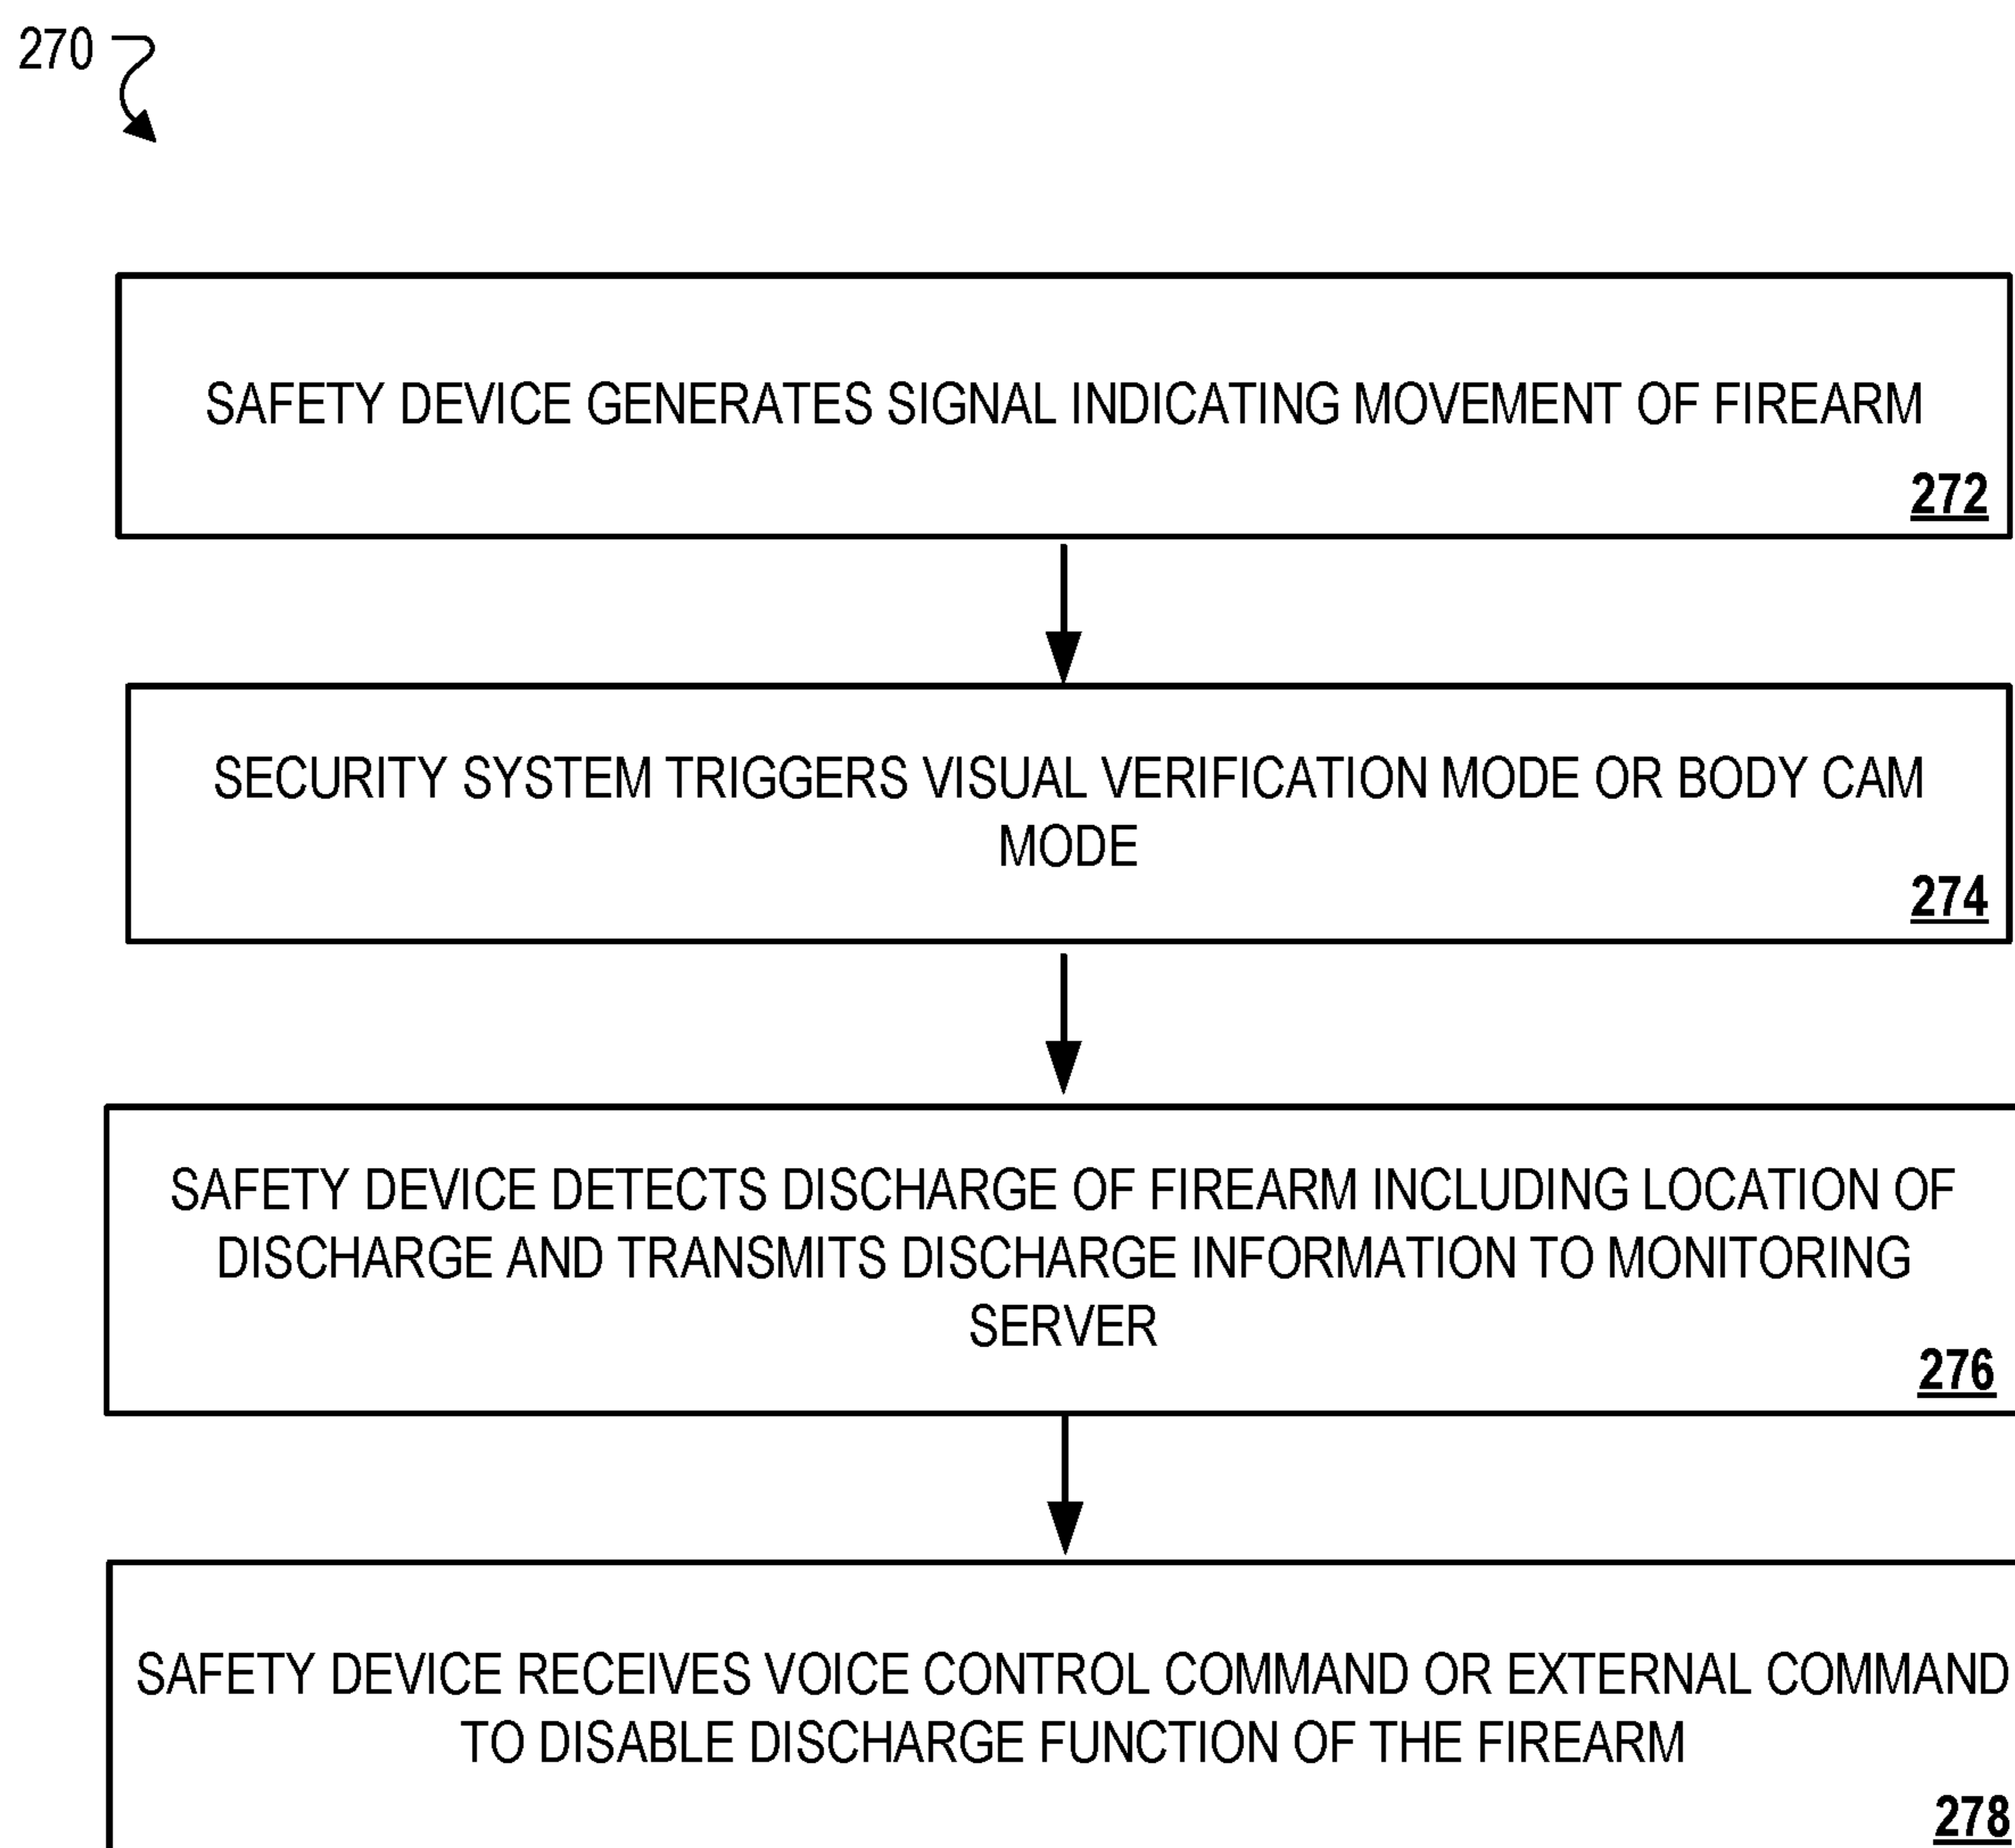 270
SAFETY DEVICE GENERATES SIGNAL INDICATING MOVEMENT OF FIREARM
272
SECURITY SYSTEM TRIGGERS VISUAL VERIFICATION MODE OR BODY CAM
MODE
274
SAFETY DEVICE DETECTS DISCHARGE OF FIREARM INCLUDING LOCATION OF
DISCHARGE AND TRANSMITS DISCHARGE INFORMATION TO MONITORING
SERVER
276
SAFETY DEVICE RECEIVES VOICE CONTROL COMMAND OR EXTERNAL COMMAND
TO DISABLE DISCHARGE FUNCTION OF THE FIREARM
278